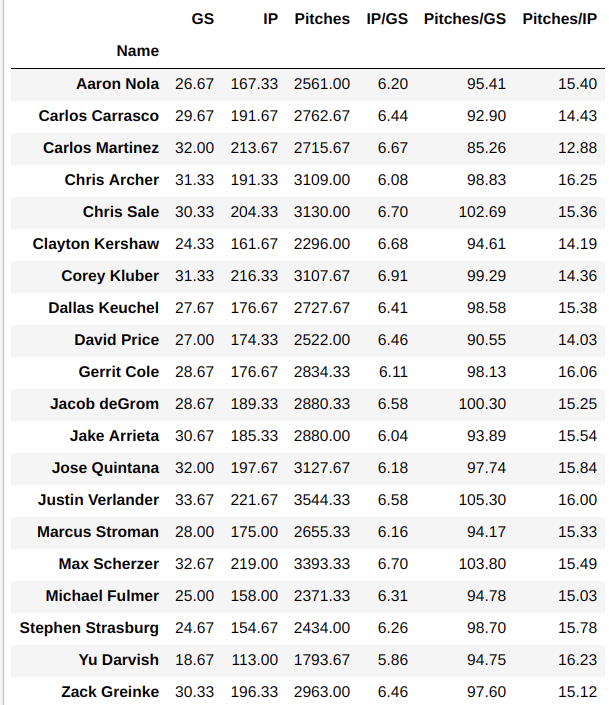 GS IP Pitches IP/GS Pitches/GS Pitches/IP
Name
Aaron Nola 26.67 167.33 2561.00 6.20 95.41 15.40
Carlos Carrasco 29.67 191.67 2762.67 6.44 92.90 14.43
Carlos Martinez 32.00 213.67 2715.67 6.67 85.26 12.88
Chris Archer 31.33 191.33 3109.00 6.08 98.83 16.25
Chris Sale 30.33 204.33 3130.00 6.70 102.69 15.36
Clayton Kershaw 24.33 161.67 2296.00 6.68 94.61 14.19
Corey Kluber 31.33 216.33 3107.67 6.91 99.29 14.36
Dallas Keuchel 27.67 176.67 2727.67 6.41 98.58 15.38
David Price 27.00 174.33 2522.00 6.46 90.55 14.03
Gerrit Cole 28.67 176.67 2834.33 6.11 98.13 16.06
Jacob deGrom 28.67 189.33 2880.33 6.58 100.30 15.25
Jake Arrieta 30.67 185.33 2880.00 6.04 93.89 15.54
Jose Quintana 32.00 197.67 3127.67 6.18 97.74 15.84
Justin Verlander 33.67 221.67 3544.33 6.58 105.30 16.00
Marcus Stroman 28.00 175.00 2655.33 6.16 94.17 15.33
Max Scherzer 32.67 219.00 3393.33 6.70 103.80 15.49
Michael Fulmer 25.00 158.00 2371.33 6.31 94.78 15.03
Stephen Strasburg 24.67 154.67 2434.00 6.26 98.70 15.78
Yu Darvish 18.67 113.00 1793.67 5.86 94.75 16.23
Zack Greinke 30.33 196.33 2963.00 6.46 97.60 15.12